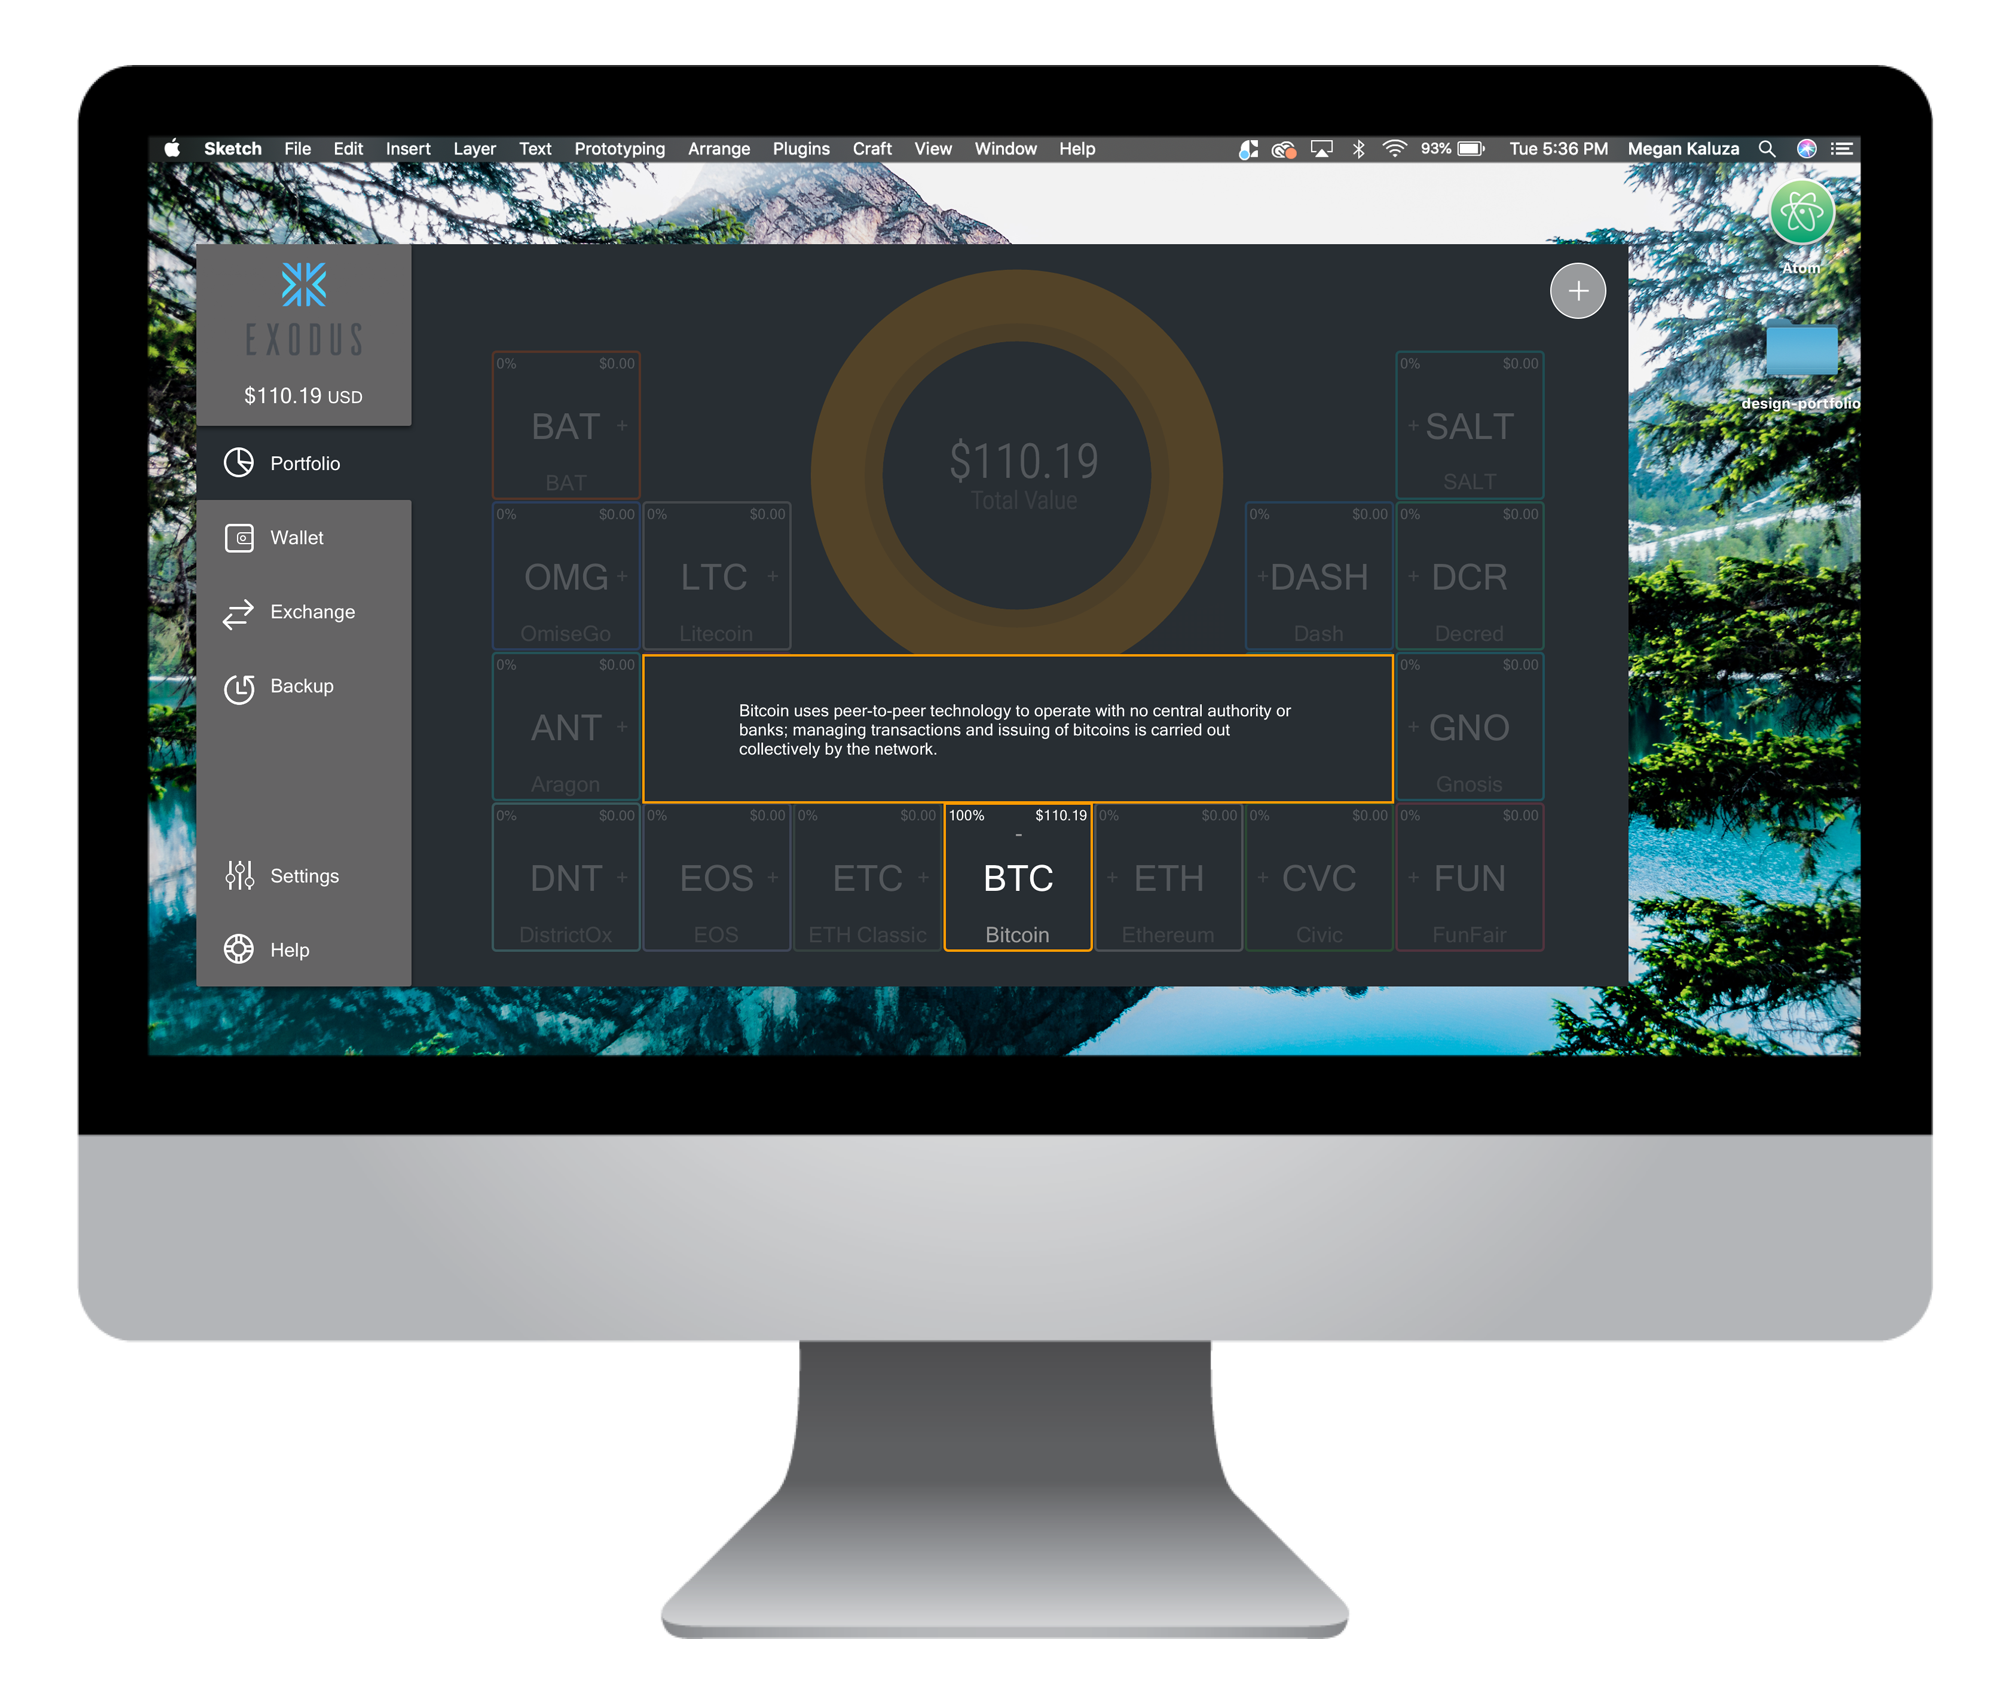 Sketch File Edit Insert Layer Text Prototyping Arrange Plugins Craft View Window Help 93% Tue 5:36 PM Megan Kaluza
Atom
design-portfolio
EXODUS
$110.19 USD
Portfolio
Wallet
Exchange
Backup
Settings
Help
$110.19
Total Value
0% $0.00
BAT +
BAT
0% $0.00
+ SALT
SALT
0% $0.00
OMG +
OmiseGo
0% $0.00
LTC +
Litecoin
0% $0.00
+ DASH
Dash
0% $0.00
+ DCR
Decred
0% $0.00
ANT +
Aragon
Bitcoin uses peer-to-peer technology to operate with no central authority or
banks; managing transactions and issuing of bitcoins is carried out
collectively by the network.
0% $0.00
+ GNO
Gnosis
0% $0.00
DNT +
DistrictOx
0% $0.00
EOS +
EOS
0% $0.00
ETC +
ETH Classic
100% $110.19
-
BTC
Bitcoin
0% $0.00
+ ETH
Ethereum
0% $0.00
+ CVC
Civic
0% $0.00
+ FUN
FunFair